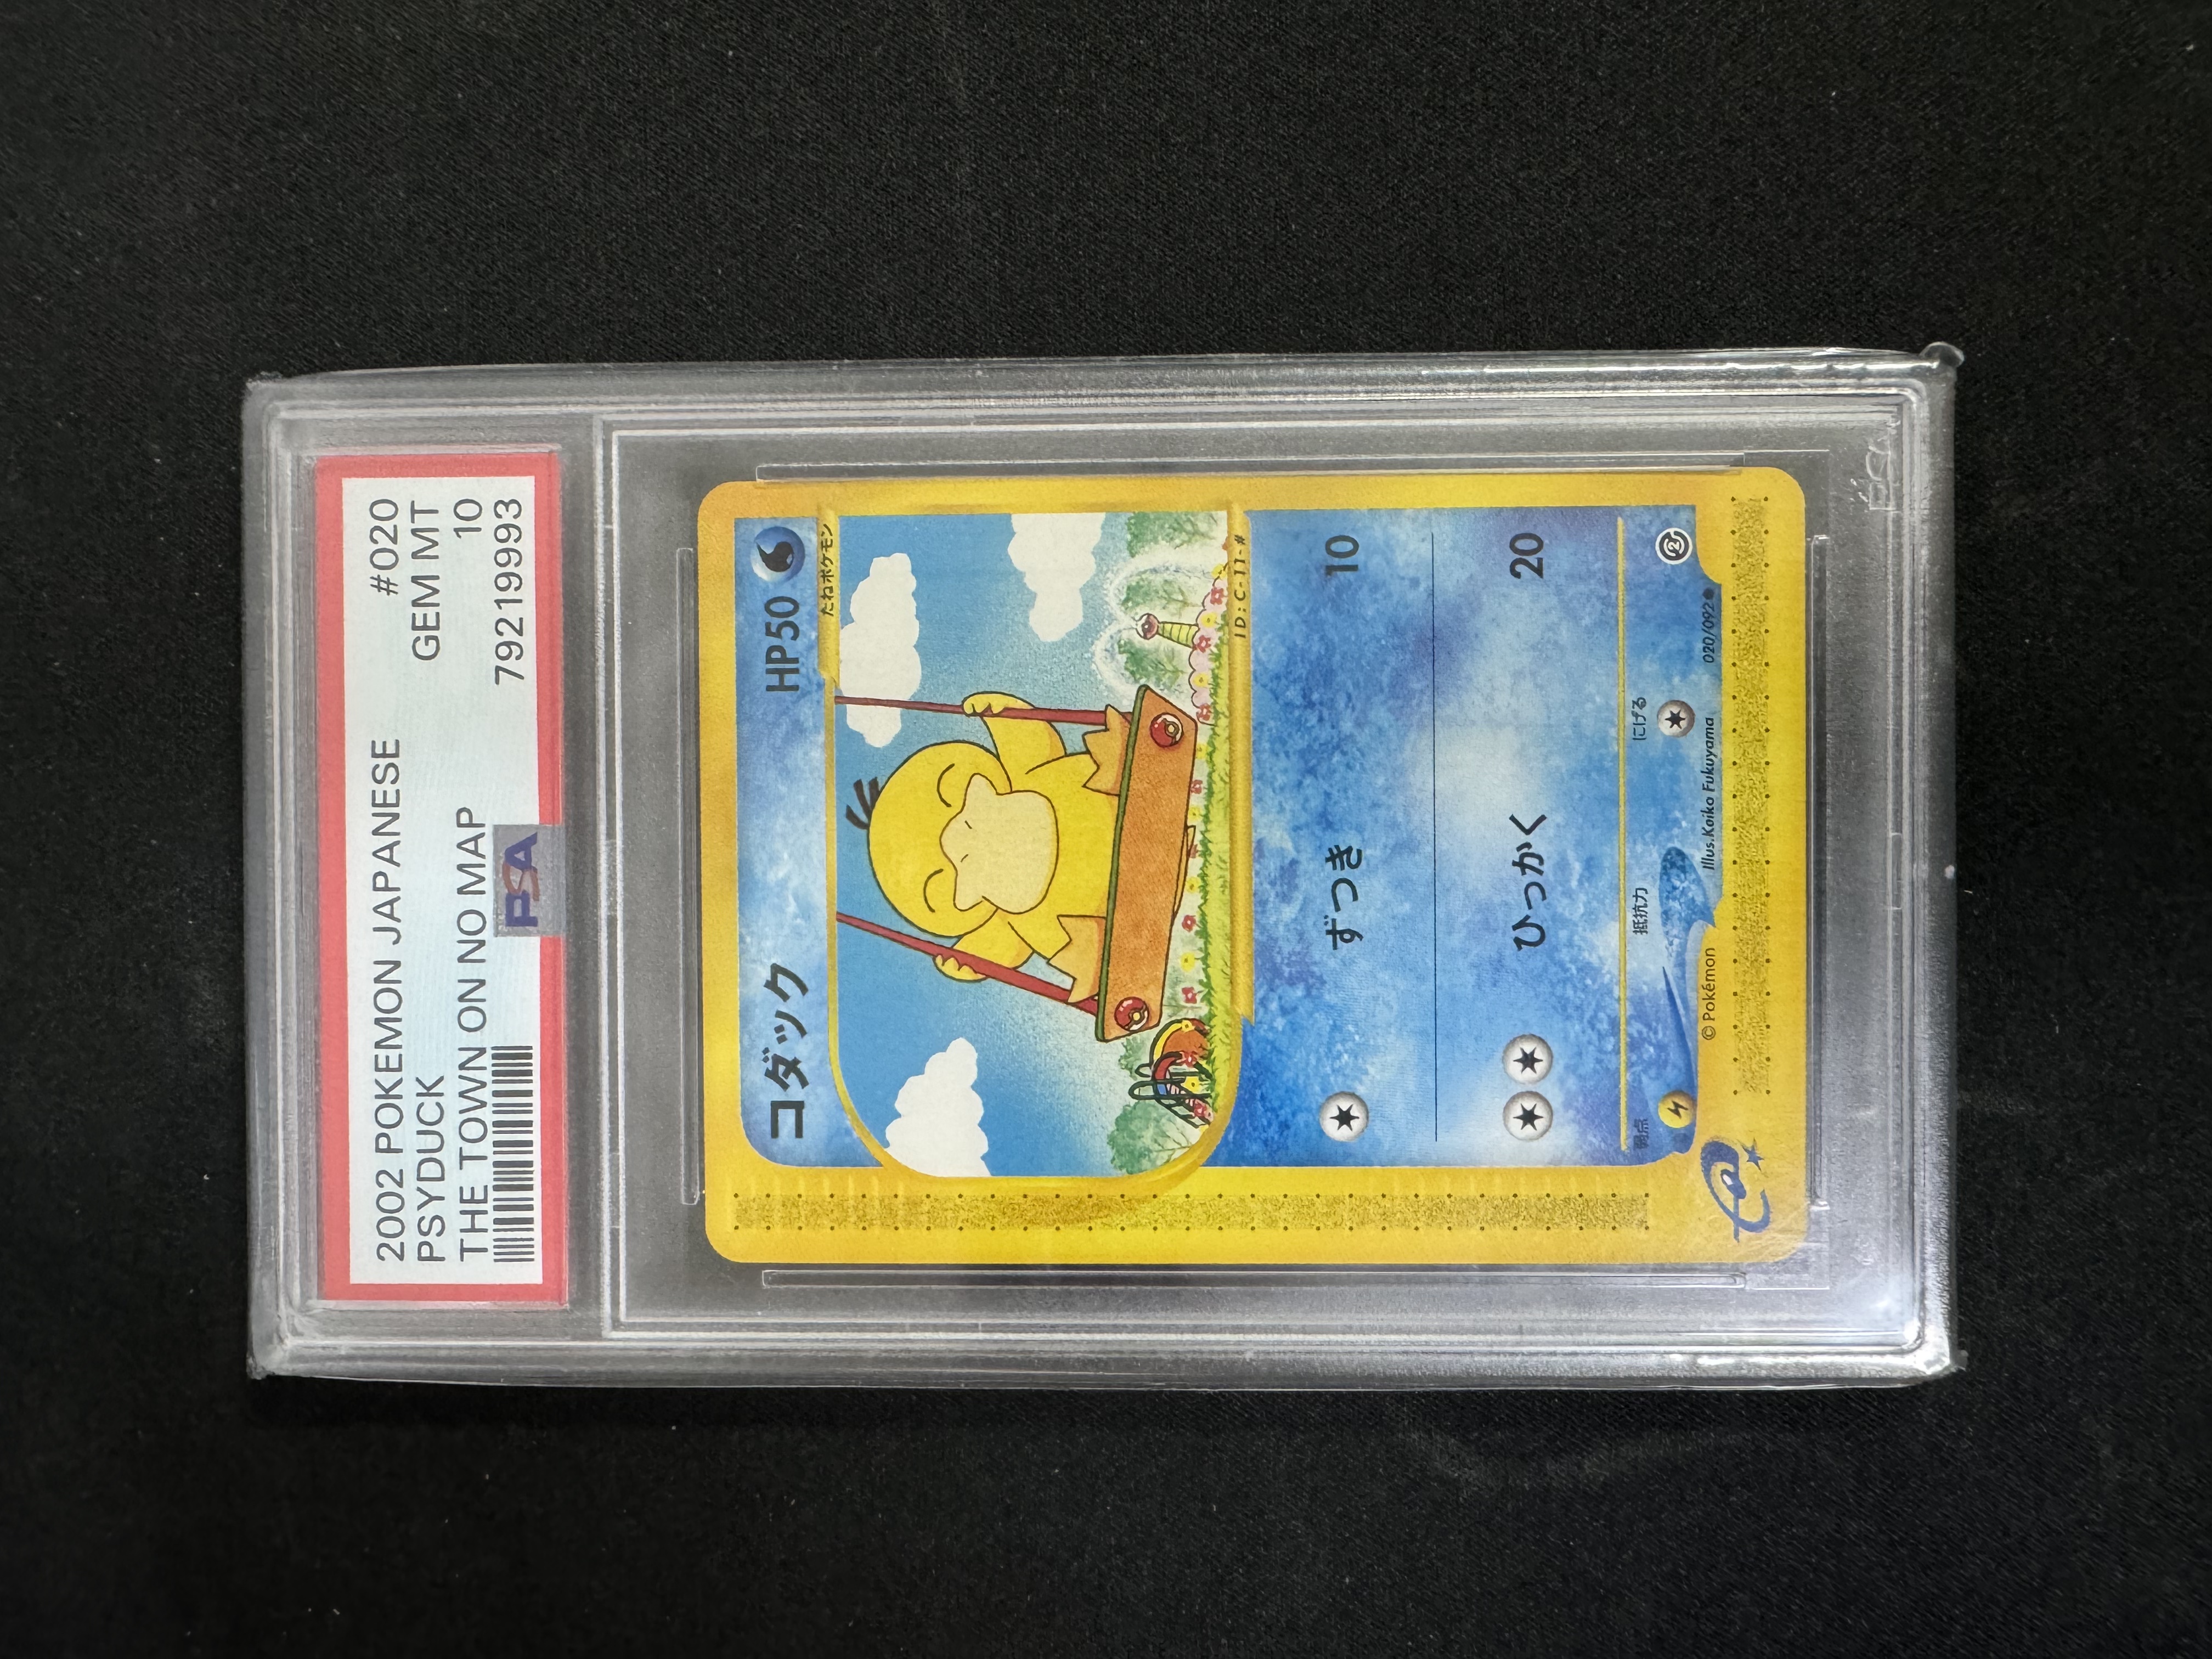 2002 POKEMON JAPANESE #020
PSYDUCK GEM MT
THE TOWN ON NO MAP 10
79219993
PSA
コダック HP50
たねポケモン
ID:C-11-#
ずつき 10
ひっかく 20
弱点 抵抗力 にげる
Illus.Keiko Fukuyama 020/092●
© Pokémon
e
PSA